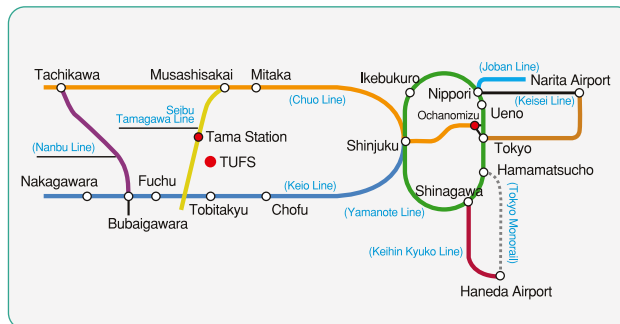 Tachikawa
Musashisakai
Mitaka
Ikebukuro
(Joban Line)
Nippori
Narita Airport
(Chuo Line)
(Keisei Line)
Seibu
Tamagawa Line
Ueno
Ochanomizu
Tama Station
(Nanbu Line)
Shinjuku
Tokyo
TUFS
Hamamatsucho
Nakagawara
Fuchu
(Keio Line)
Shinagawa
Bubaigawara
Tobitakyu
Chofu
(Yamanote Line)
(Tokyo Monorail)
(Keihin Kyuko Line)
Haneda Airport